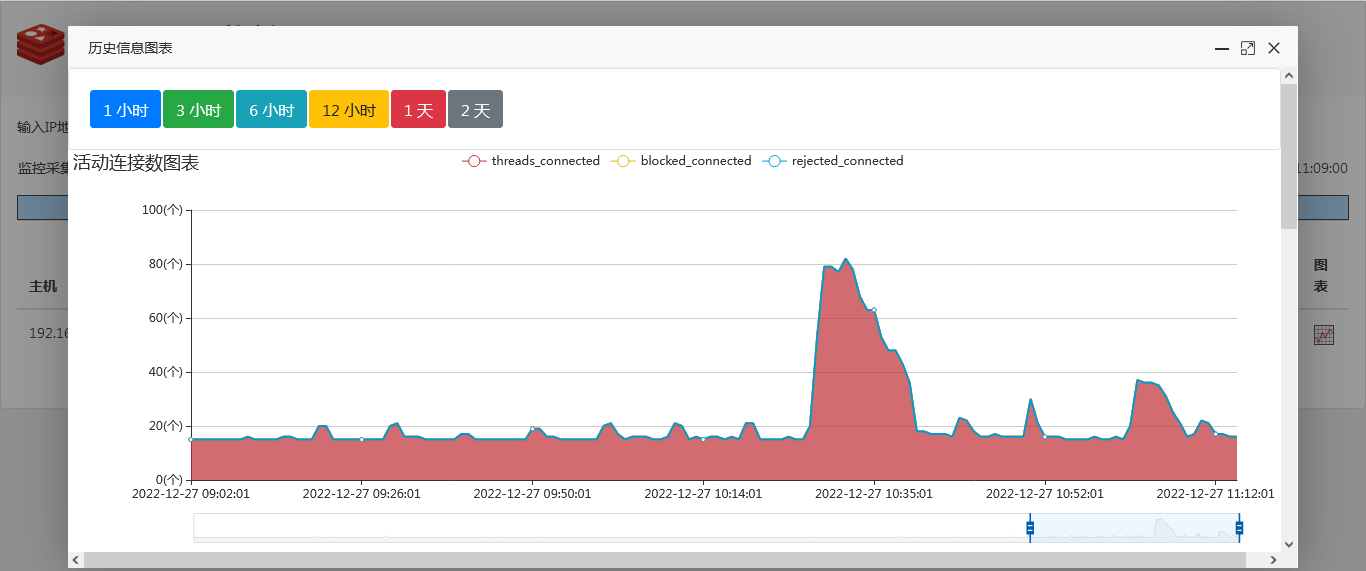 历史信息图表
1 小时 3 小时 6 小时 12 小时 1 天 2 天
输入IP地
监控采集
11:09:00
活动连接数图表
threads_connected blocked_connected rejected_connected
100(个)
80(个)
60(个)
40(个)
20(个)
0(个)
2022-12-27 09:02:01 2022-12-27 09:26:01 2022-12-27 09:50:01 2022-12-27 10:14:01 2022-12-27 10:35:01 2022-12-27 10:52:01 2022-12-27 11:12:01
主机
图表
192.16